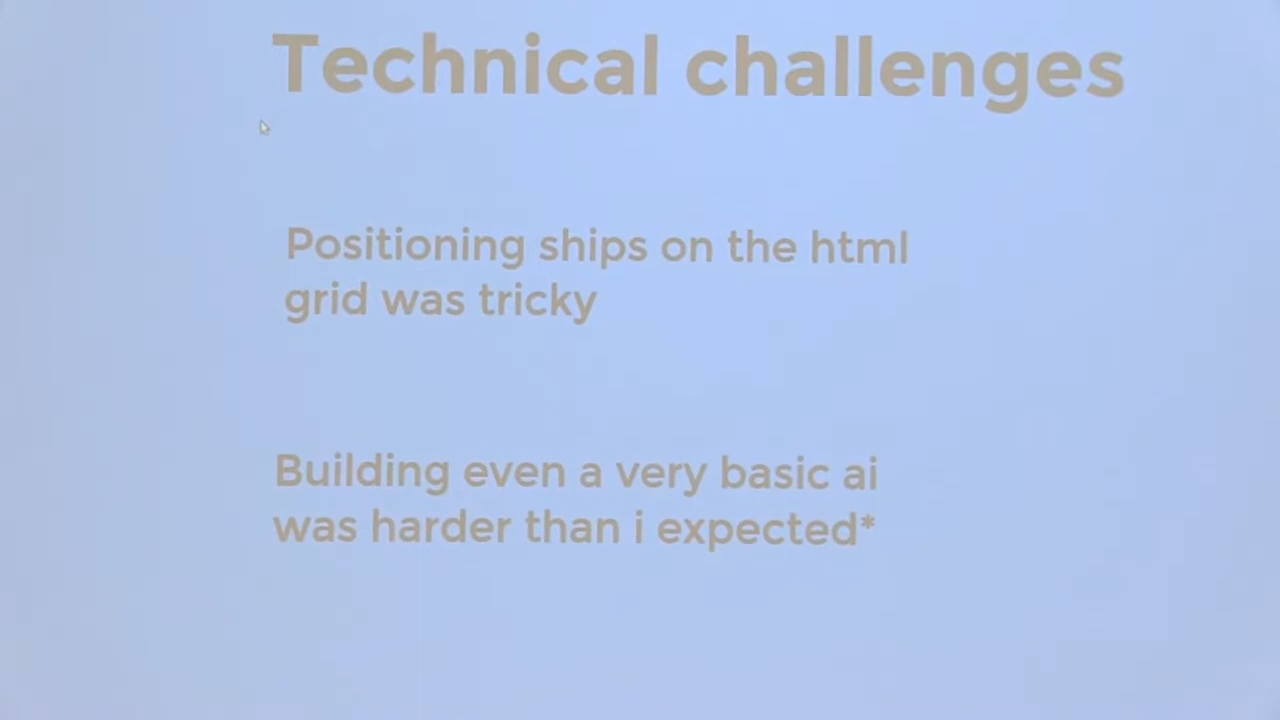 Technical challenges
Positioning ships on the html
grid was tricky
Building even a very basic ai
was harder than i expected*